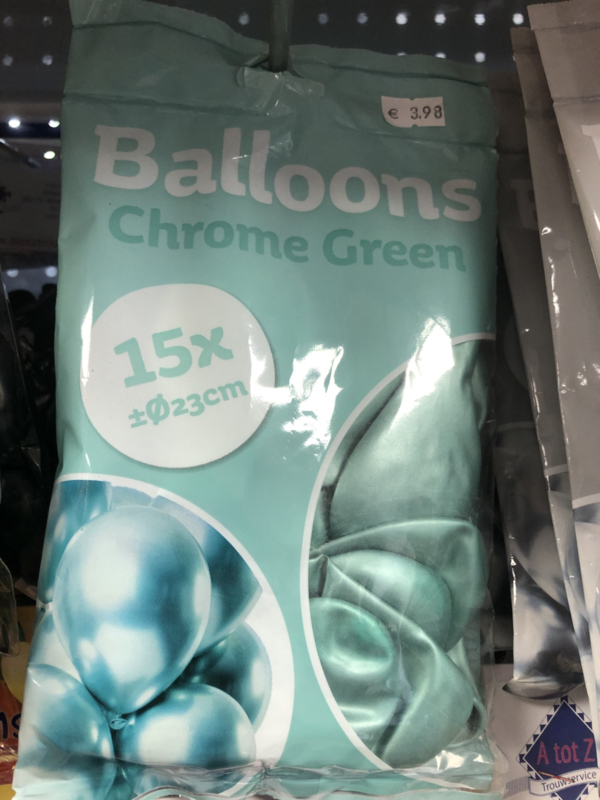 € 3.98
Balloons
Chrome Green
15x
±Ø23cm
A tot Z
Trouwservice